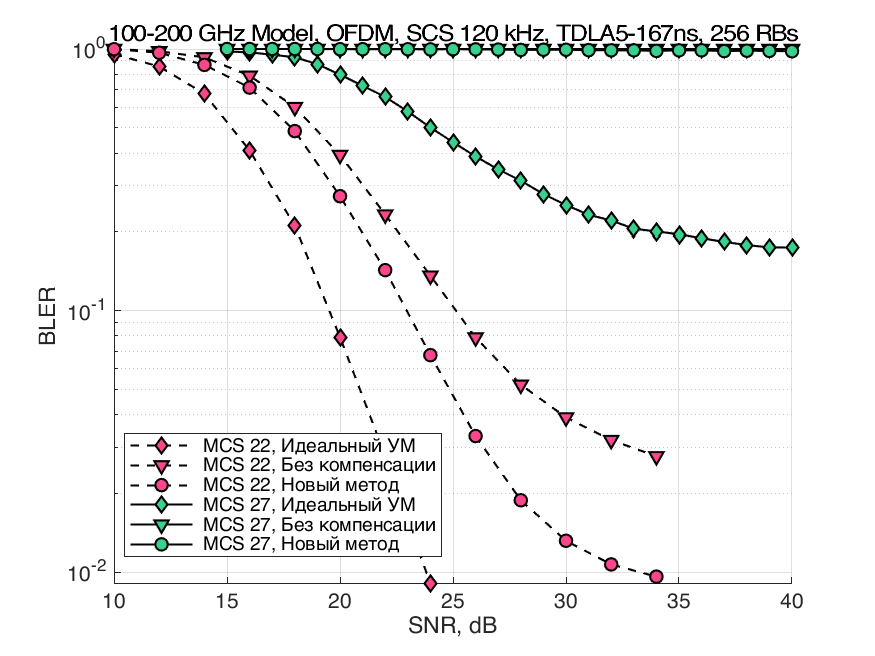 100-200 GHz Model, OFDM, SCS 120 kHz, TDLA5-167ns, 256 RBs
10^0
BLER
10^-1
MCS 22, Идеальный УМ
MCS 22, Без компенсации
MCS 22, Новый метод
MCS 27, Идеальный УМ
MCS 27, Без компенсации
MCS 27, Новый метод
10^-2
10 15 20 25 30 35 40
SNR, dB